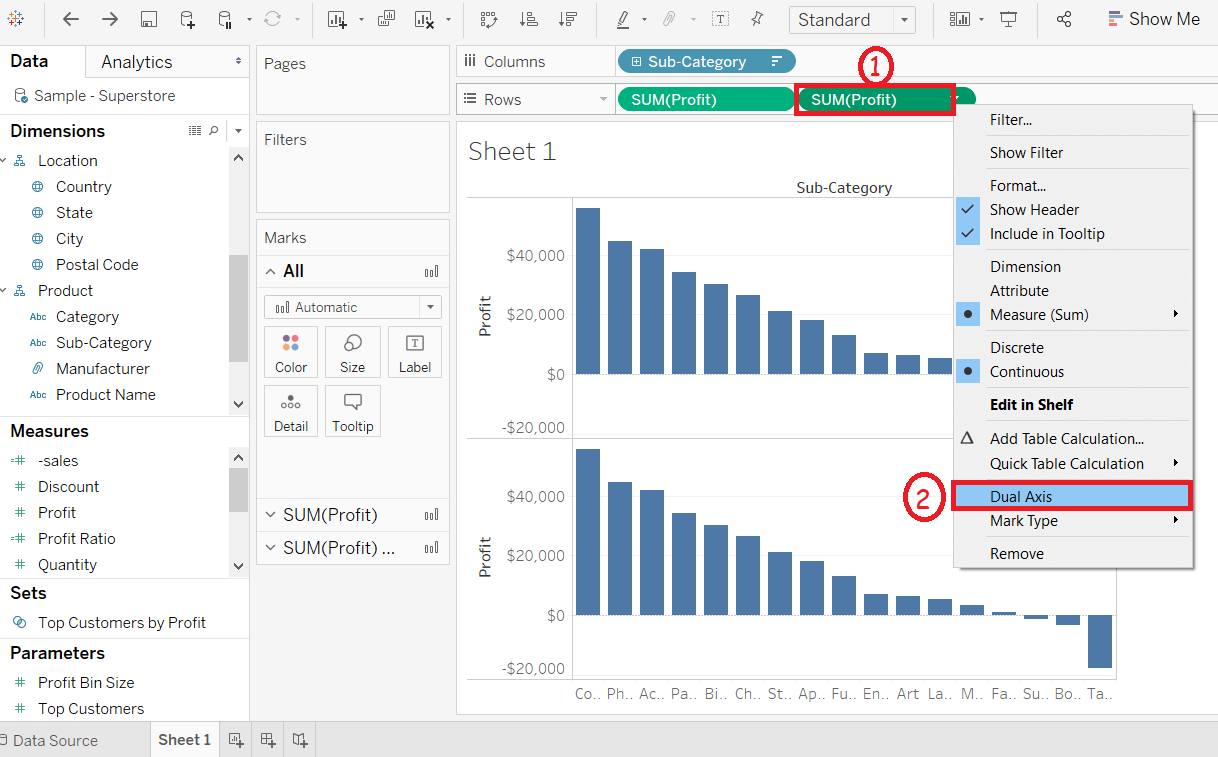 Standard
Show Me
Data
Analytics
Sample - Superstore
Dimensions
Location
Country
State
City
Postal Code
Product
Abc Category
Abc Sub-Category
Manufacturer
Abc Product Name
Measures
-sales
Discount
Profit
Profit Ratio
Quantity
Sets
Top Customers by Profit
Parameters
Profit Bin Size
Top Customers
Pages
Filters
Marks
All
Automatic
Color
Size
T
Label
Detail
Tooltip
SUM(Profit)
SUM(Profit) ...
Columns
Sub-Category
1
Rows
SUM(Profit)
SUM(Profit)
Sheet 1
Sub-Category
Profit
$40,000
$20,000
$0
-$20,000
Profit
$40,000
$20,000
$0
-$20,000
Co.. Ph.. Ac.. Pa.. Bi.. Ch.. St.. Ap.. Fu.. En.. Art La.. M.. Fa.. Su.. Bo.. Ta..
Filter...
Show Filter
Format...
Show Header
Include in Tooltip
Dimension
Attribute
Measure (Sum)
Discrete
Continuous
Edit in Shelf
Add Table Calculation...
Quick Table Calculation
2
Dual Axis
Mark Type
Remove
Data Source
Sheet 1